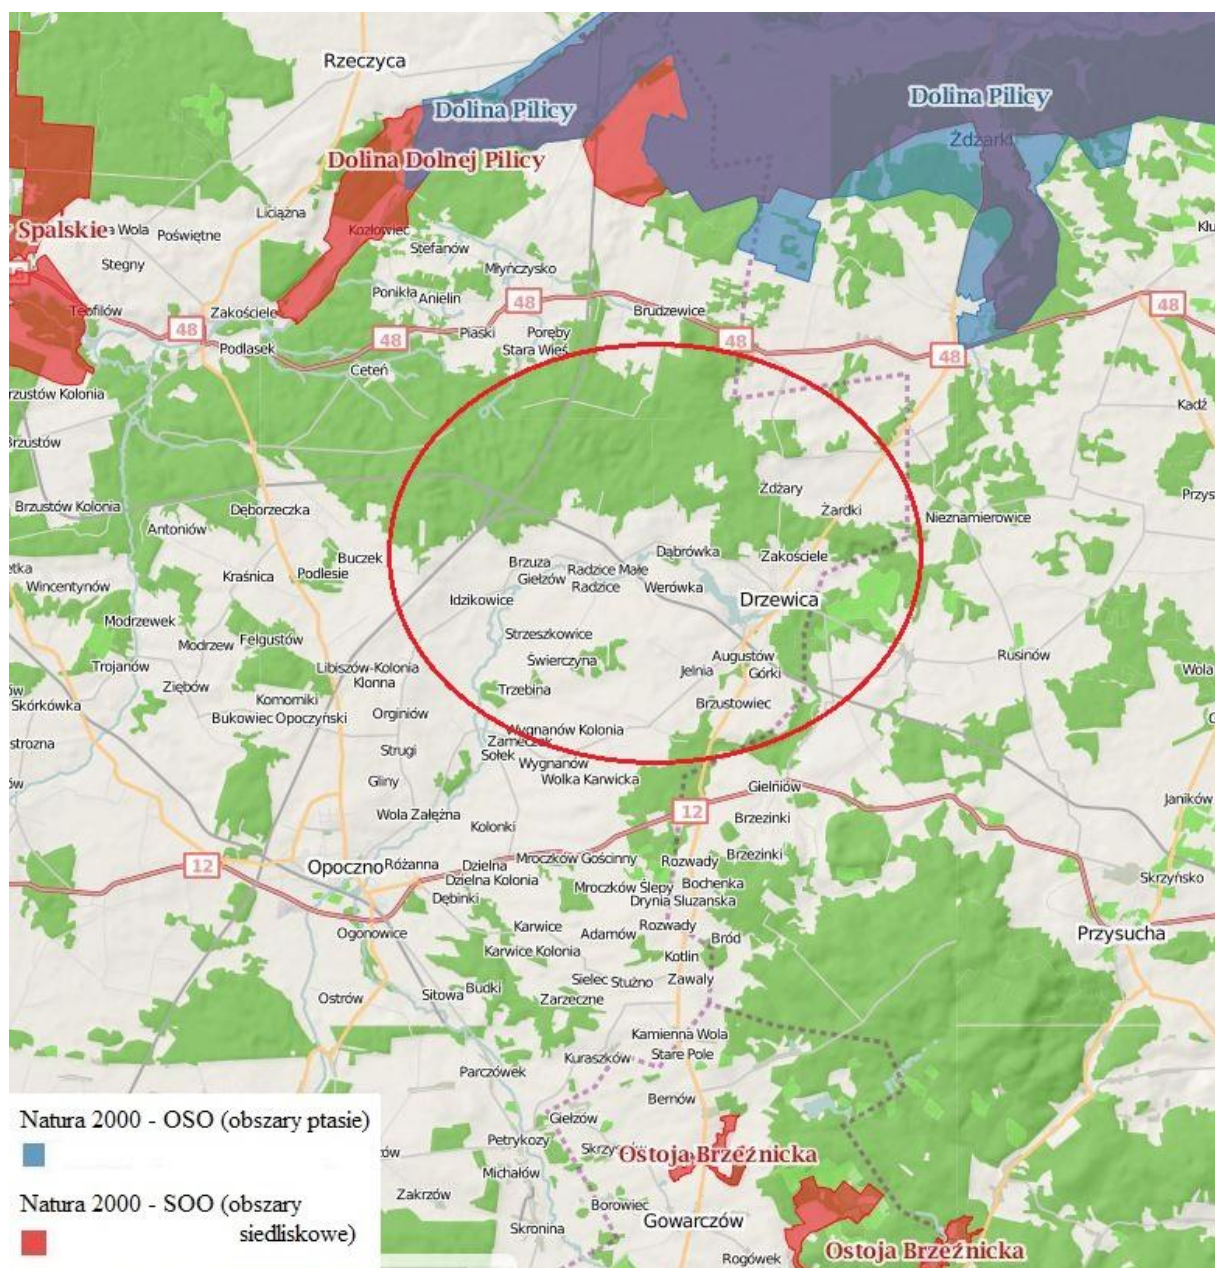 Rzeczyca
Dolina Pilicy
Dolina Pilicy
Żdżarki
Dolina Dolnej Pilicy
Liciążna
Spalskie
a Wola
Poświętne
Kozłowiec
Stefanów
Stegny
Młyńczysko
Ponikła
Anielin
48
48
Teofilów
Zakościele
Brudzewice
48
48
48
48
Piaski
Poręby
Podlasek
Stara Wieś
Ceteń
rzustów Kolonia
Kadź
Brzustów
Żdżary
Przys
Brzustów Kolonia
Dęborzeczka
Żardki
Nieznamierowice
Antoniów
Buczek
Dąbrówka
Zakościele
etka
Brzuza
Radzice Małe
Wincentynów
Kraśnica
Podlesie
Giełzów
Radzice
Werówka
Idzikowice
Drzewica
Modrzewek
Modrzew
Felgustów
Strzeszkowice
Trojanów
Libiszów-Kolonia
Świerczyna
Augustów
Rusinów
Klonna
Jelnia
Górki
Wola
Ziębów
Trzebina
ów
Skórkówka
Komorniki
Brzustowiec
Bukowiec Opoczyński
Orginiów
Wygnanów Kolonia
strozna
Strugi
Zameczek
Sołek
Wygnanów
Gliny
Wolka Karwicka
Gielniów
ów
Janików
Wola Załężna
12
Brzezinki
Kolonki
12
Opoczno
Różanna
Dzielna
Mroczków Gościnny
Rozwady
Brzezinki
Dzielna Kolonia
Mroczków Ślepy
Bochenka
Skrzyńsko
Dębinki
Drynia Sluzanska
Ogonowice
Karwice
Adamów
Rozwady
Bród
Przysucha
Karwice Kolonia
Kotlin
Sielec
Stużno
Zawaly
Ostrów
Sitowa
Budki
Zarzeczne
Kamienna Wola
Kuraszków
Stare Pole
Parczówek
Bernów
Natura 2000 - OSO (obszary ptasie)
Giełzów
Petrykozy
ów
Ostoja Brzeźnicka
Michałów
Natura 2000 - SOO (obszary
siedliskowe)
Zakrzów
Borowiec
Skronina
Gowarczów
Rogówek
Ostoja Brzeźnicka